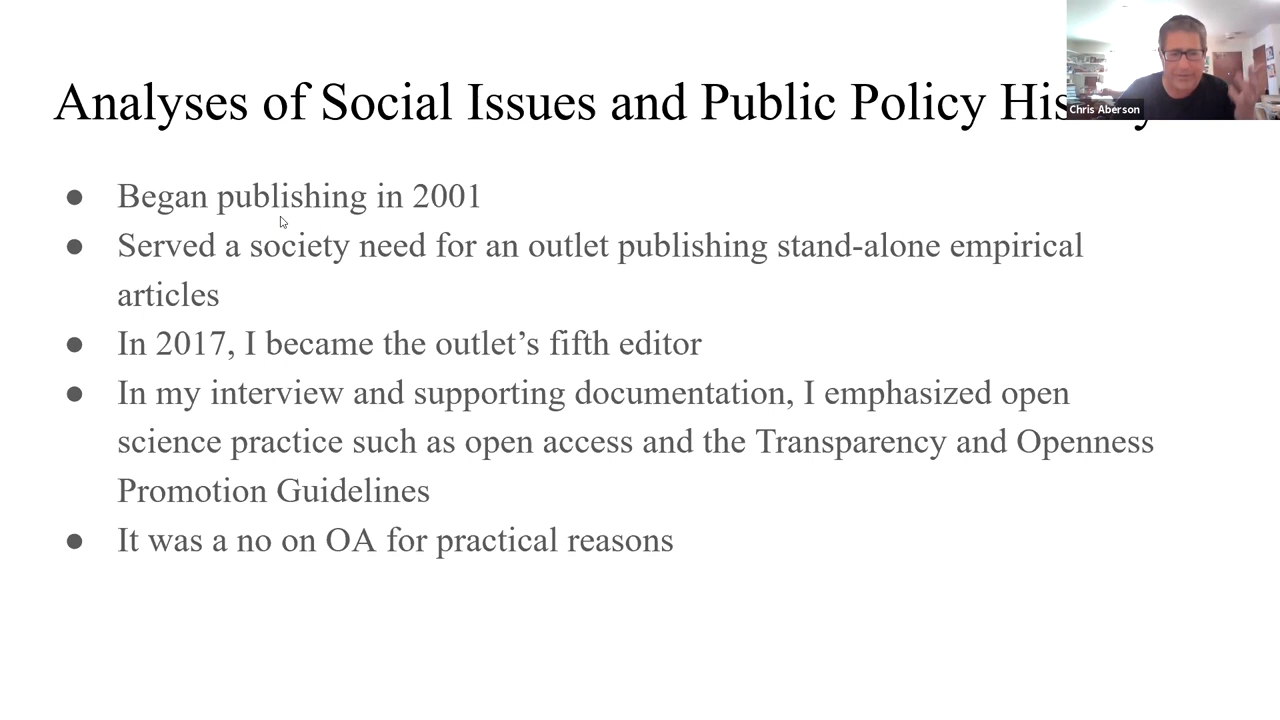 Analyses of Social Issues and Public Policy
Chris Aberson
● Began publishing in 2001
● Served a society need for an outlet publishing stand-alone empirical
articles
● In 2017, I became the outlet’s fifth editor
● In my interview and supporting documentation, I emphasized open
science practice such as open access and the Transparency and Openness
Promotion Guidelines
● It was a no on OA for practical reasons